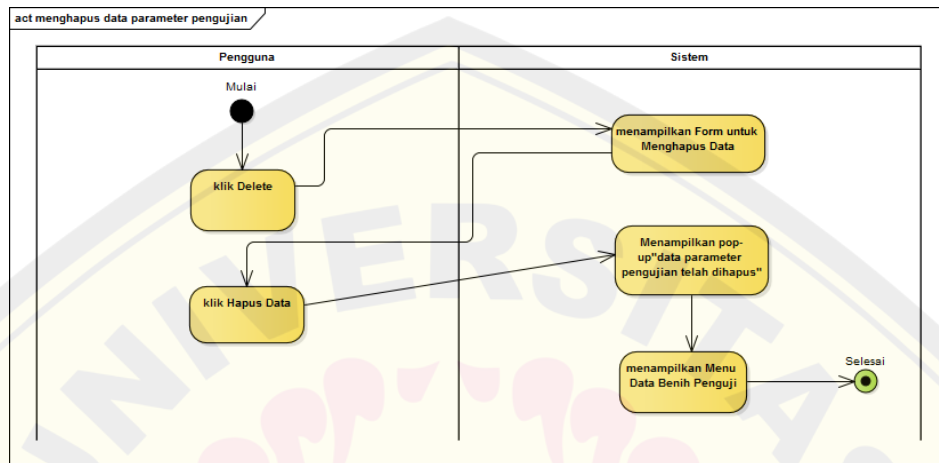 act menghapus data parameter pengujian
Pengguna
Sistem
Mulai
menampilkan Form untuk
Menghapus Data
klik Delete
Menampilkan pop-
up"data parameter
pengujian telah dihapus"
klik Hapus Data
menampilkan Menu
Data Benih Penguji
Selesai
UNIVERSITAS